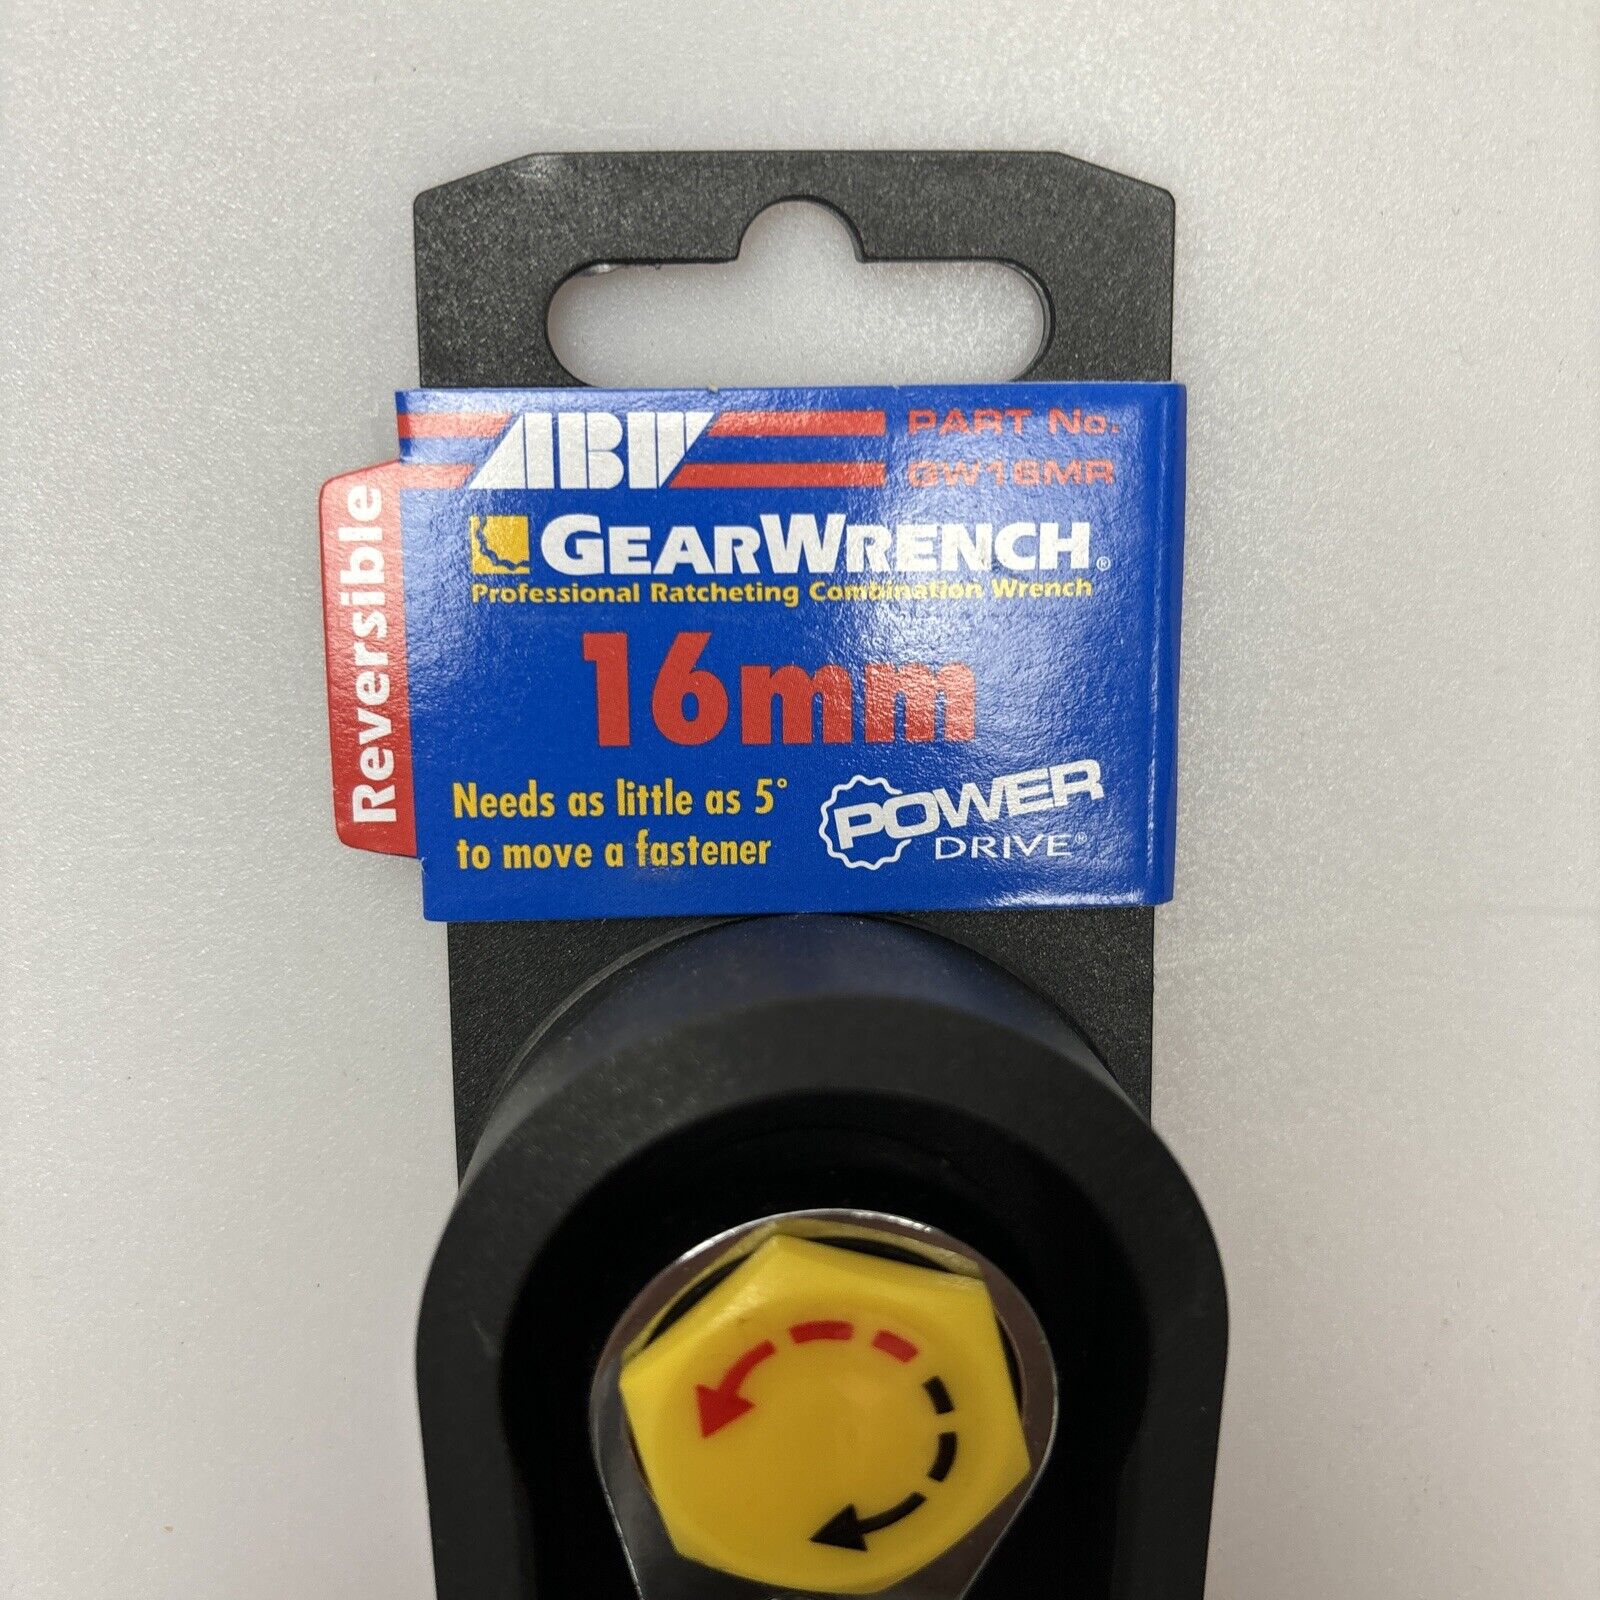 ABW
PART No.
GW16MR
GEARWRENCH®
Professional Ratcheting Combination Wrench
Reversible
16mm
Needs as little as 5°
to move a fastener
POWER
DRIVE®